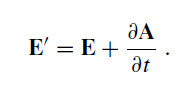 E′ = E + ∂A/∂t .